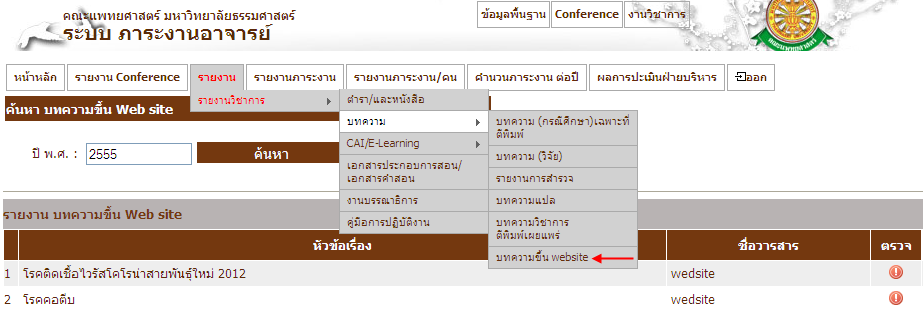 คณะแพทยศาสตร์ มหาวิทยาลัยธรรมศาสตร์
ระบบ ภาระงานอาจารย์
ข้อมูลพื้นฐาน Conference งานวิชาการ
คณะแพทยศาสตร์
หน้าหลัก รายงาน Conference รายงาน รายงานภาระงาน รายงานภาระงาน/คน คำนวนภาระงาน ต่อปี ผลการประเมินฝ่ายบริหาร ออก
รายงานวิชาการ
ตำรา/และหนังสือ
บทความ
CAI/E-Learning
เอกสารประกอบการสอน/
เอกสารคำสอน
งานบรรณาธิการ
คู่มือการปฏิบัติงาน
บทความ (กรณีศึกษา)เฉพาะที่
ตีพิมพ์
บทความ (วิจัย)
รายงานการสำรวจ
บทความแปล
บทความวิชาการ
ตีพิมพ์เผยแพร่
บทความขึ้น website
ค้นหา บทความขึ้น Web site
ปี พ.ศ. : 2555 ค้นหา
รายงาน บทความขึ้น Web site
หัวข้อเรื่อง ชื่อวารสาร ตรวจ
1 โรคติดเชื้อไวรัสโคโรน่าสายพันธุ์ใหม่ 2012 wedsite
2 โรคคอตีบ wedsite